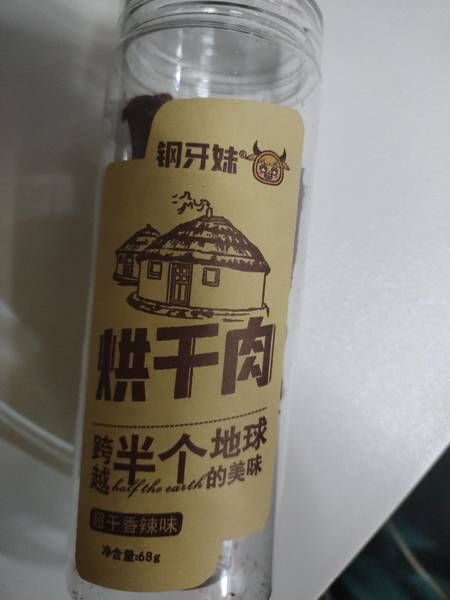 钢牙妹
烘干肉
跨越半个地球的美味
half the earth
超干香辣味
净含量:68g